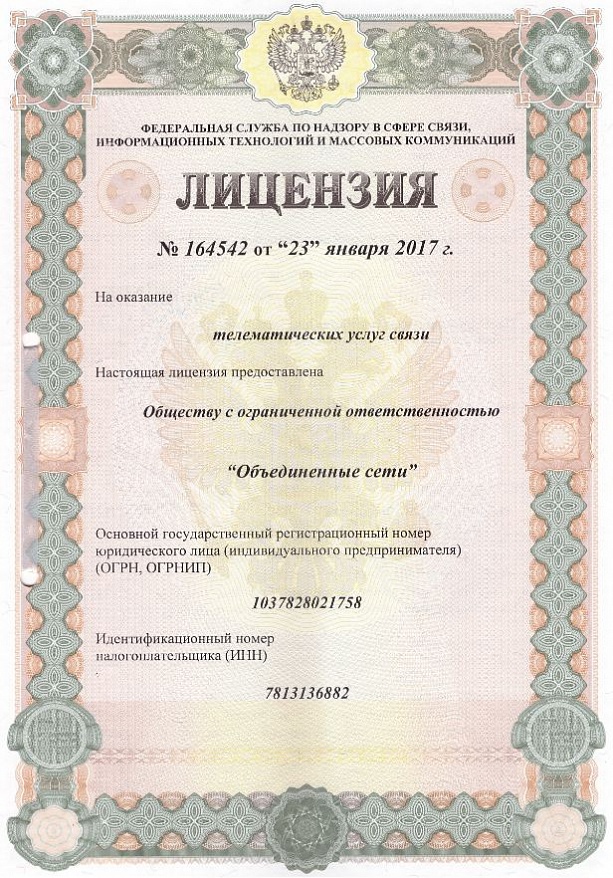 ФЕДЕРАЛЬНАЯ СЛУЖБА ПО НАДЗОРУ В СФЕРЕ СВЯЗИ,
ИНФОРМАЦИОННЫХ ТЕХНОЛОГИЙ И МАССОВЫХ КОММУНИКАЦИЙ
ЛИЦЕНЗИЯ
№ 164542 от “23” января 2017 г.
На оказание
телематических услуг связи
Настоящая лицензия предоставлена
Обществу с ограниченной ответственностью
“Объединенные сети”
Основной государственный регистрационный номер
юридического лица (индивидуального предпринимателя)
(ОГРН, ОГРНИП)
1037828021758
Идентификационный номер
налогоплательщика (ИНН)
7813136882